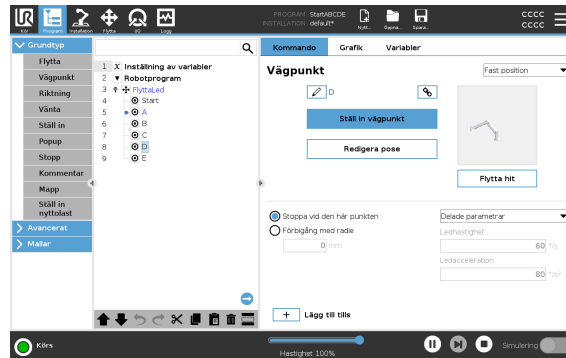 PROGRAM StartABCDE
INSTALLATION default*
Kör Program Installation Flytta I/O Logg
Nytt... Öppna... Spara...
CCCC
CCCC
Grundtyp
Flytta
Vägpunkt
Riktning
Vänta
Ställ in
Popup
Stopp
Kommentar
Mapp
Ställ in
nyttolast
Avancerat
Mallar
1 X Inställning av variabler
2 Robotprogram
3 FlyttaLed
4 Start
5 A
6 B
7 C
8 D
9 E
Kommando Grafik Variabler
Vägpunkt
Fast position
D
Ställ in vägpunkt
Redigera pose
Flytta hit
Stoppa vid den här punkten
Förbigång med radie
0 mm
Delade parametrar
Ledhastighet
60 °/s
Ledacceleration
80 °/s²
+ Lägg till tills
Körs
Hastighet 100%
Simulering